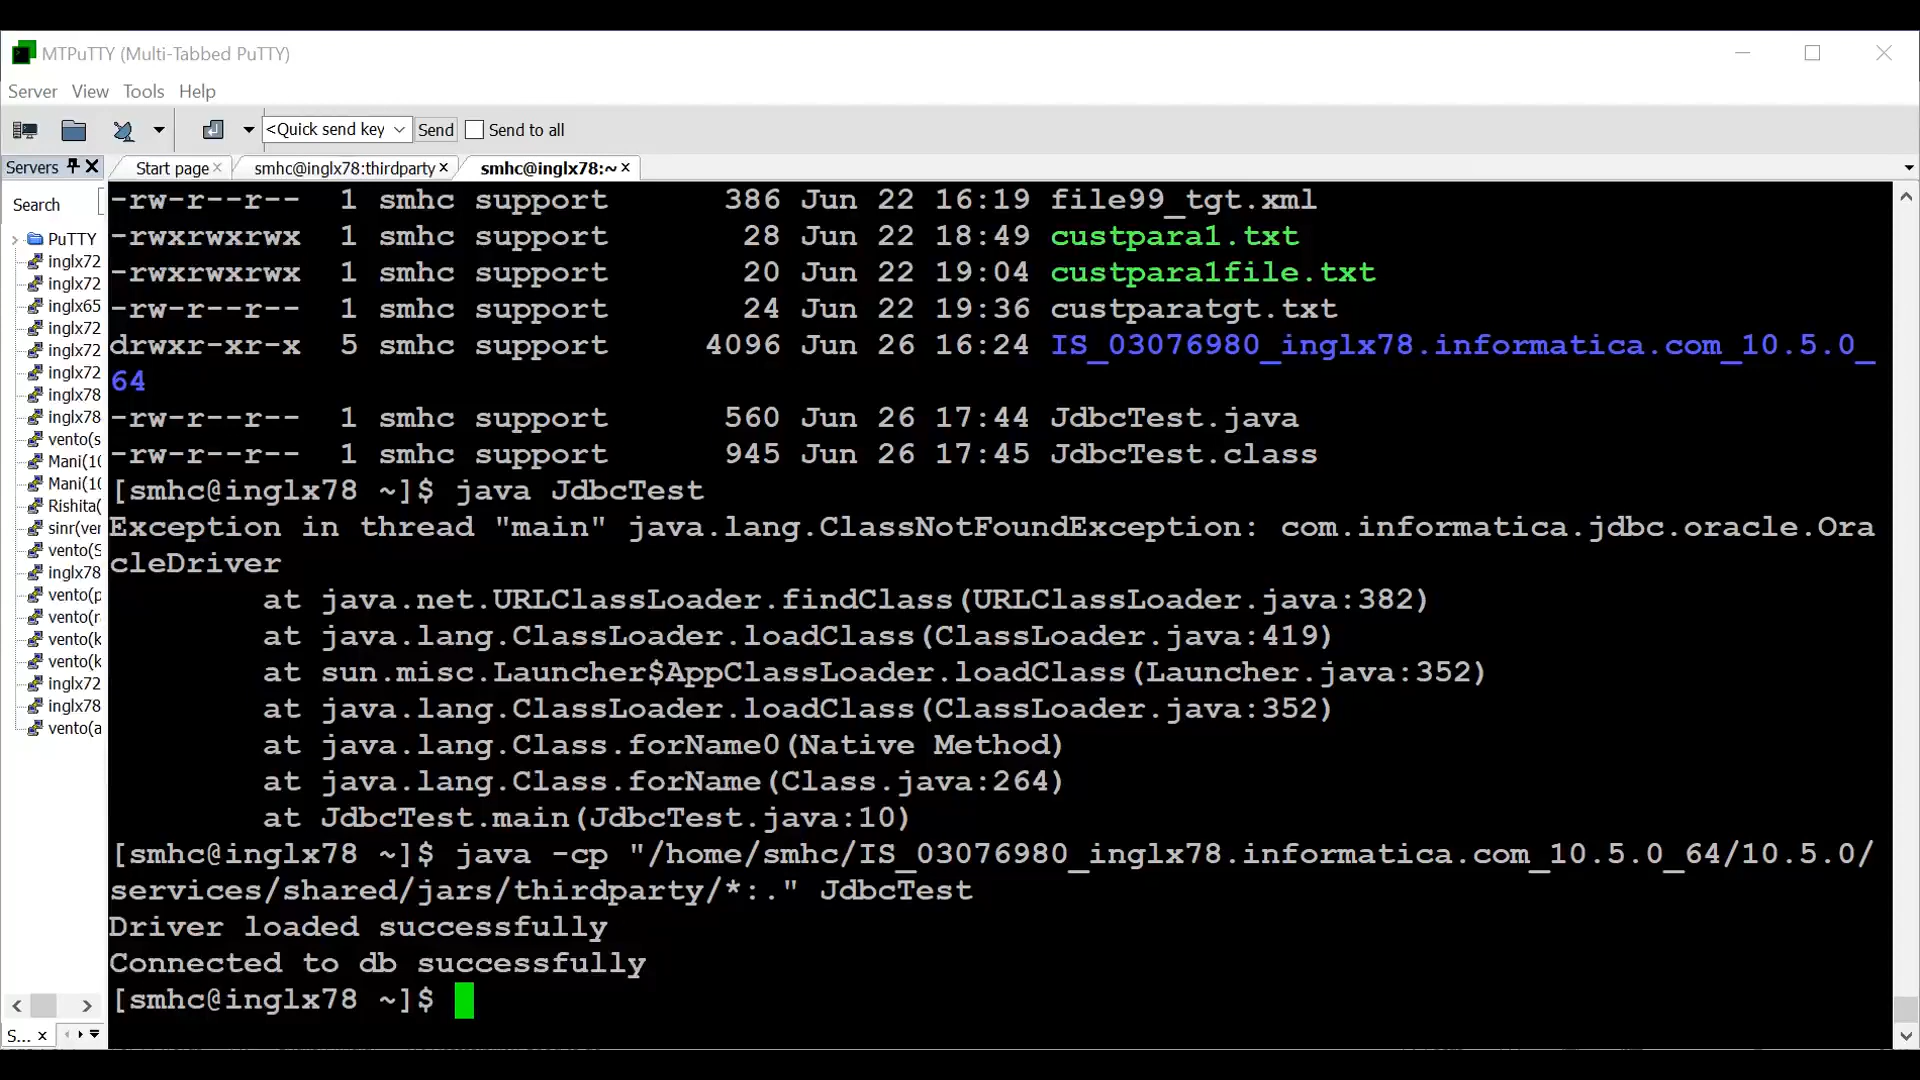 MTPuTTY (Multi-Tabbed PuTTY)
Server View Tools Help
<Quick send key Send Send to all
Servers Start page smhc@inglx78:thirdparty smhc@inglx78:~
Search
PuTTY
inglx72
inglx72
inglx65
inglx72
inglx72
inglx72
inglx78
inglx78
vento(s
Mani(10
Mani(10
Rishita(
sinr(ver
vento(S
inglx78
vento(p
vento(r
vento(k
vento(k
inglx72
inglx78
vento(a
S...
-rw-r--r-- 1 smhc support 386 Jun 22 16:19 file99_tgt.xml
-rwxrwxrwx 1 smhc support 28 Jun 22 18:49 custpara1.txt
-rwxrwxrwx 1 smhc support 20 Jun 22 19:04 custpara1file.txt
-rw-r--r-- 1 smhc support 24 Jun 22 19:36 custparatgt.txt
drwxr-xr-x 5 smhc support 4096 Jun 26 16:24 IS_03076980_inglx78.informatica.com_10.5.0_
64
-rw-r--r-- 1 smhc support 560 Jun 26 17:44 JdbcTest.java
-rw-r--r-- 1 smhc support 945 Jun 26 17:45 JdbcTest.class
[smhc@inglx78 ~]$ java JdbcTest
Exception in thread "main" java.lang.ClassNotFoundException: com.informatica.jdbc.oracle.Ora
cleDriver
at java.net.URLClassLoader.findClass(URLClassLoader.java:382)
at java.lang.ClassLoader.loadClass(ClassLoader.java:419)
at sun.misc.Launcher$AppClassLoader.loadClass(Launcher.java:352)
at java.lang.ClassLoader.loadClass(ClassLoader.java:352)
at java.lang.Class.forName0(Native Method)
at java.lang.Class.forName(Class.java:264)
at JdbcTest.main(JdbcTest.java:10)
[smhc@inglx78 ~]$ java -cp "/home/smhc/IS_03076980_inglx78.informatica.com_10.5.0_64/10.5.0/
services/shared/jars/thirdparty/*:." JdbcTest
Driver loaded successfully
Connected to db successfully
[smhc@inglx78 ~]$